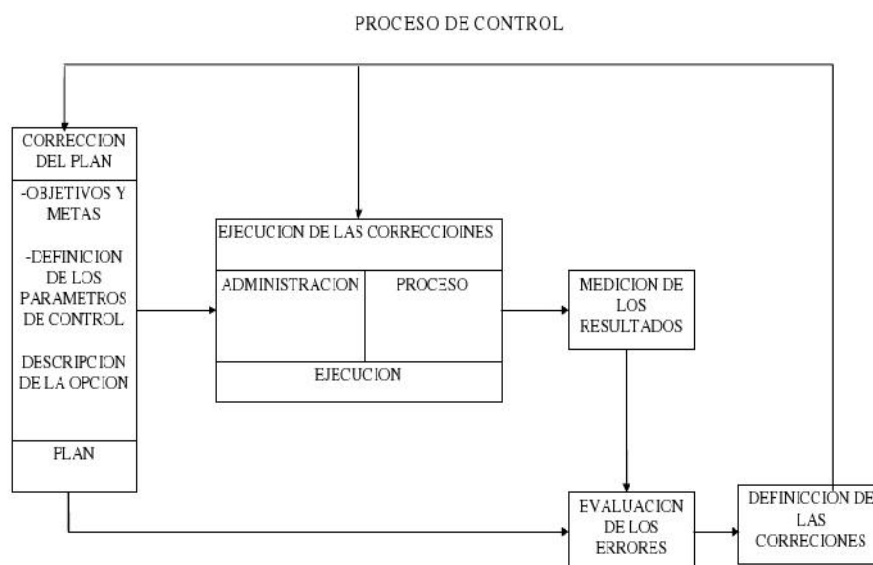 PROCESO DE CONTROL
CORRECCION
DEL PLAN
-OBJETIVOS Y
METAS
-DEFINICION
DE LOS
PARAMETROS
DE CONTROL
DESCRIPCION
DE LA OPCION
PLAN
EJECUCION DE LAS CORRECCIOINES
ADMINISTRACION
PROCESO
EJECUCION
MEDICION DE
LOS
RESULTADOS
EVALUACION
DE LOS
ERRORES
DEFINICCIÓN DE
LAS
CORRECIONES